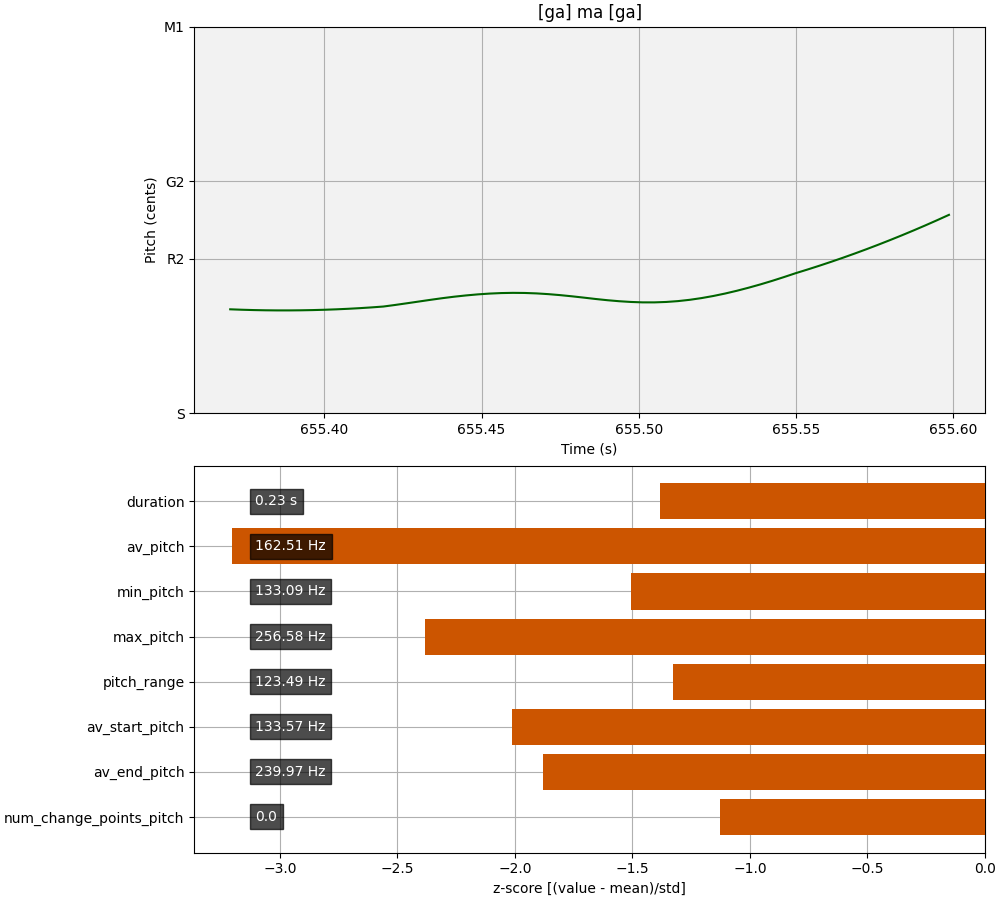 [ga] ma [ga]
M1
G2
R2
S
Pitch (cents)
655.40 655.45 655.50 655.55 655.60
Time (s)
duration 0.23 s
av_pitch 162.51 Hz
min_pitch 133.09 Hz
max_pitch 256.58 Hz
pitch_range 123.49 Hz
av_start_pitch 133.57 Hz
av_end_pitch 239.97 Hz
num_change_points_pitch 0.0
−3.0 −2.5 −2.0 −1.5 −1.0 −0.5 0.0
z-score [(value - mean)/std]